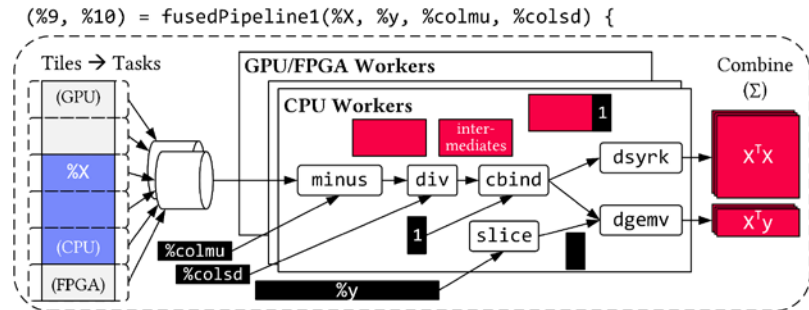 (%9, %10) = fusedPipeline1(%X, %y, %colmu, %colsd) {
Tiles → Tasks
GPU/FPGA Workers
Combine
(Σ)
(GPU)
CPU Workers
1
inter-
mediates
%X
minus
div
cbind
dsyrk
XᵀX
%colmu
1
slice
dgemv
Xᵀy
(CPU)
%colsd
(FPGA)
%y